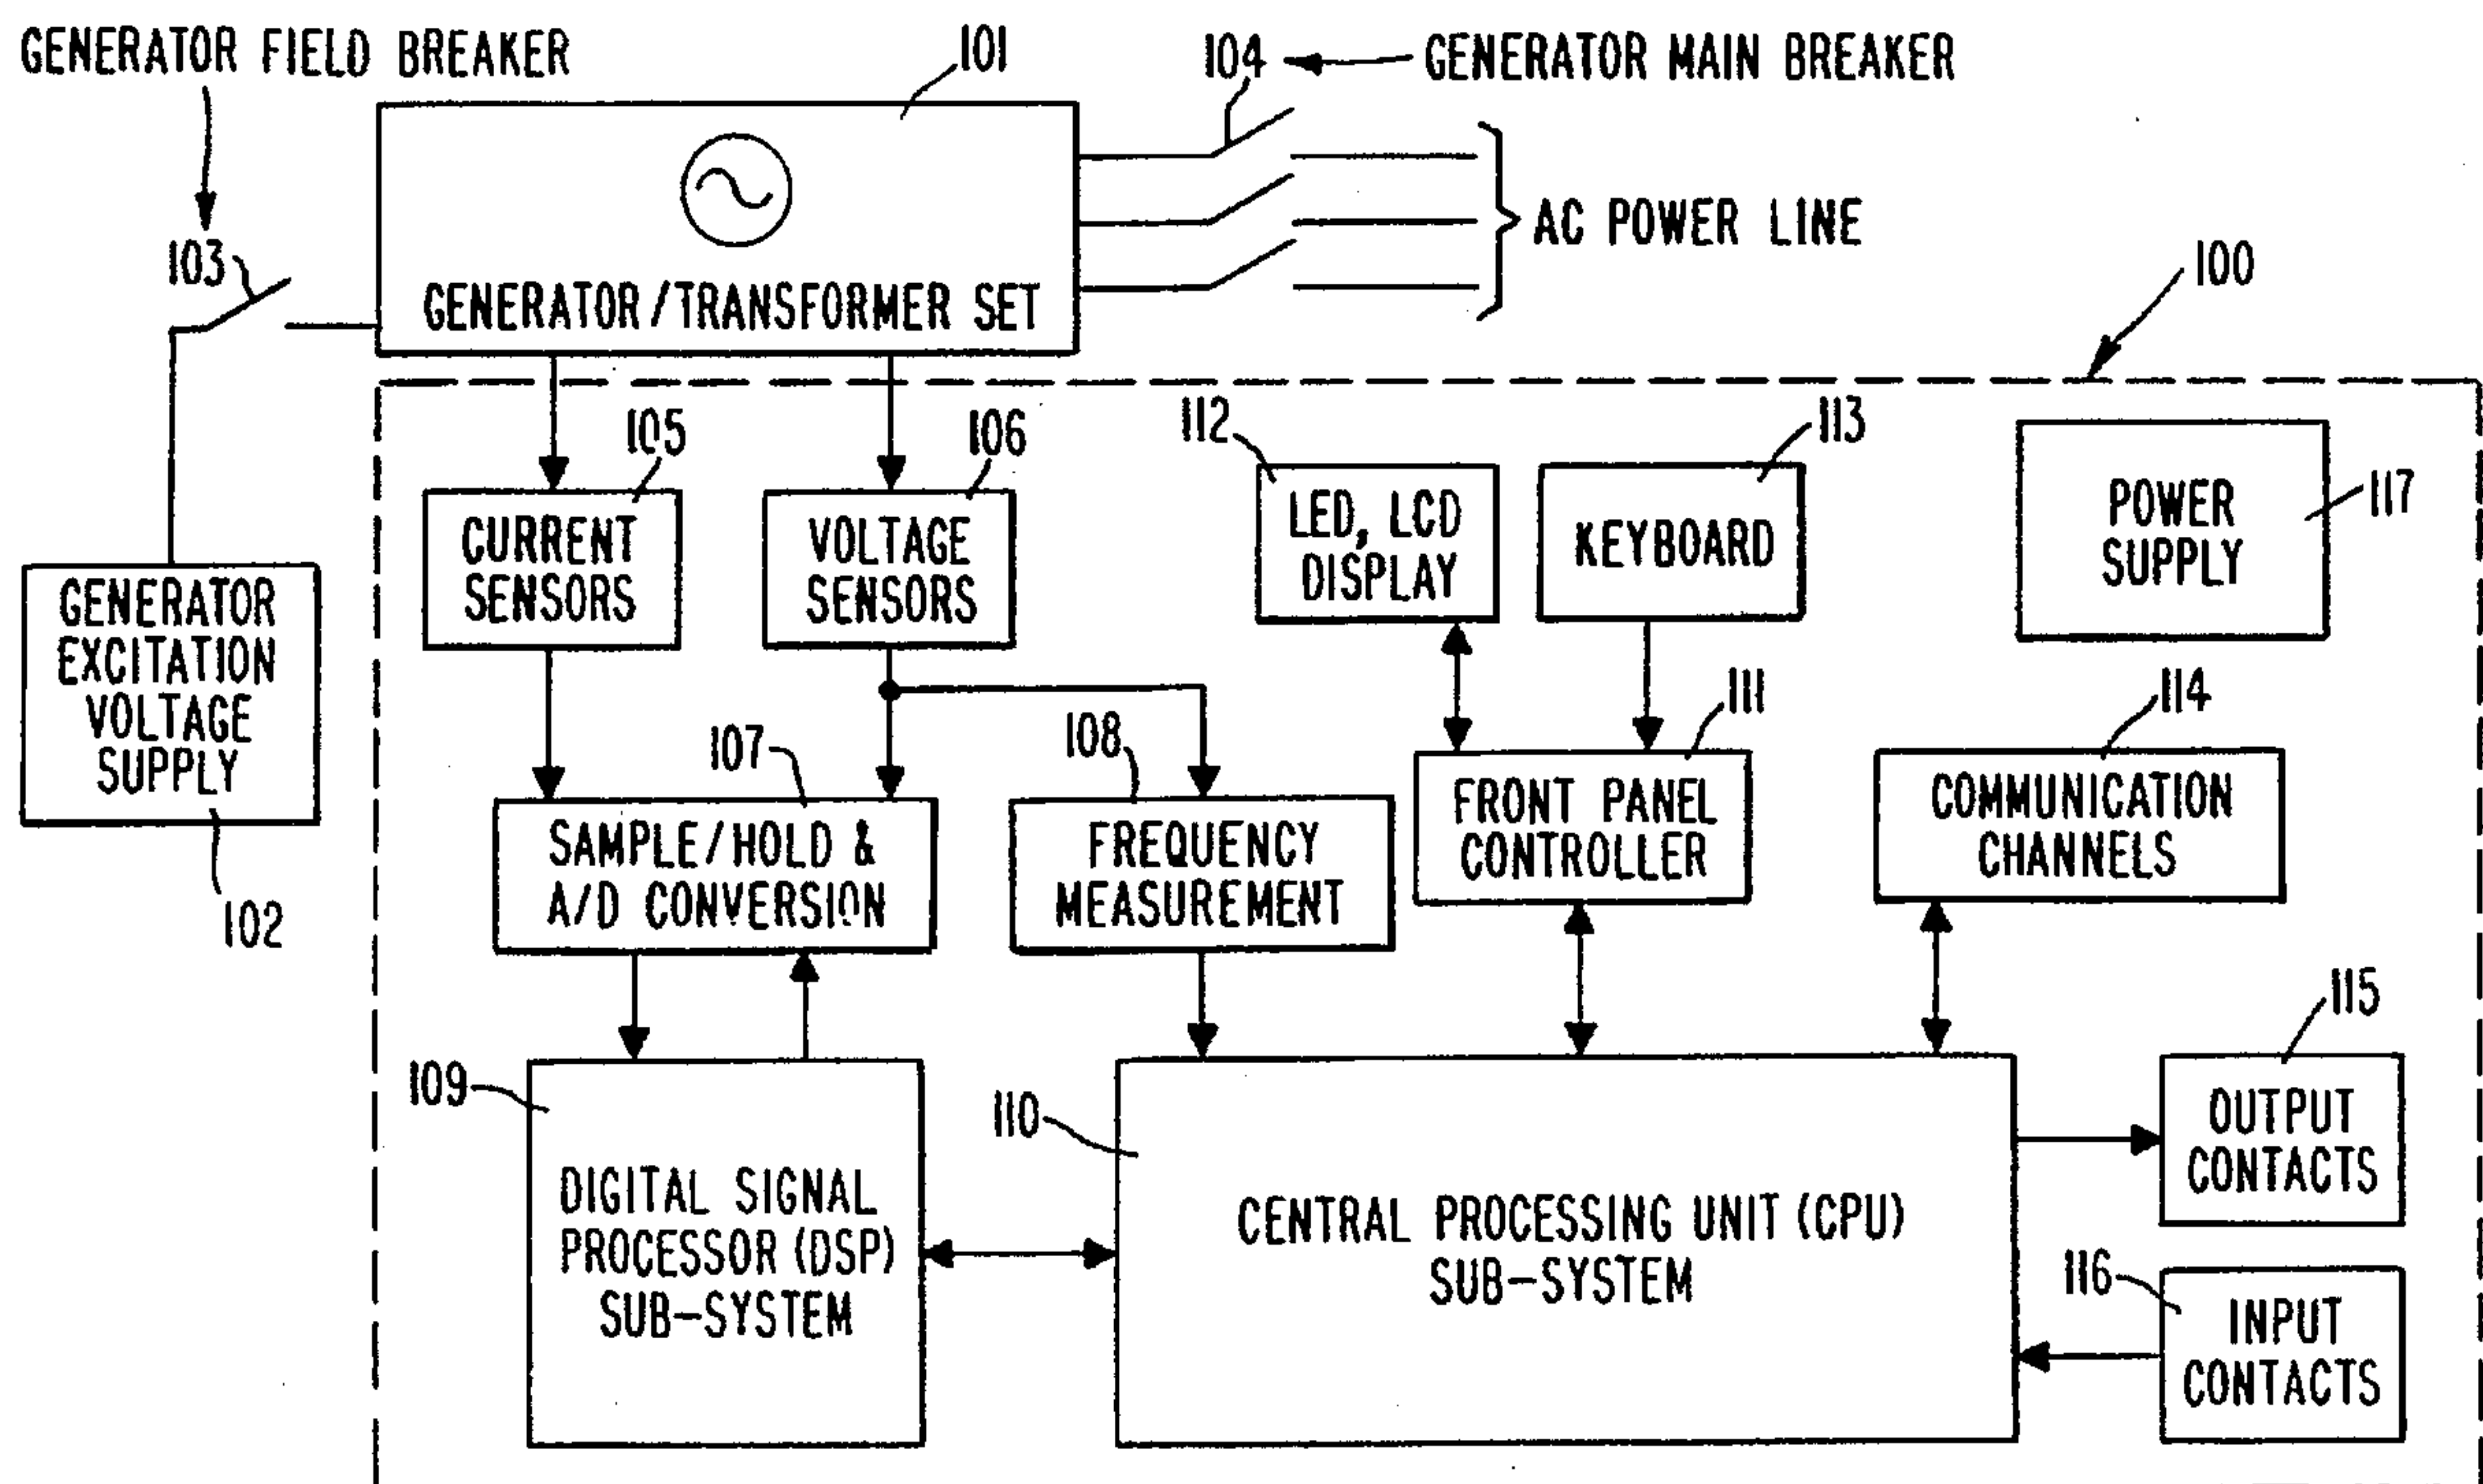 GENERATOR FIELD BREAKER
101
104
GENERATOR MAIN BREAKER
103
GENERATOR/TRANSFORMER SET
AC POWER LINE
100
105
106
112
113
117
CURRENT
SENSORS
VOLTAGE
SENSORS
LED, LCD
DISPLAY
KEYBOARD
POWER
SUPPLY
GENERATOR
EXCITATION
VOLTAGE
SUPPLY
102
107
108
111
114
SAMPLE/HOLD &
A/D CONVERSION
FREQUENCY
MEASUREMENT
FRONT PANEL
CONTROLLER
COMMUNICATION
CHANNELS
109
110
115
DIGITAL SIGNAL
PROCESSOR (DSP)
SUB-SYSTEM
CENTRAL PROCESSING UNIT (CPU)
SUB-SYSTEM
OUTPUT
CONTACTS
116
INPUT
CONTACTS